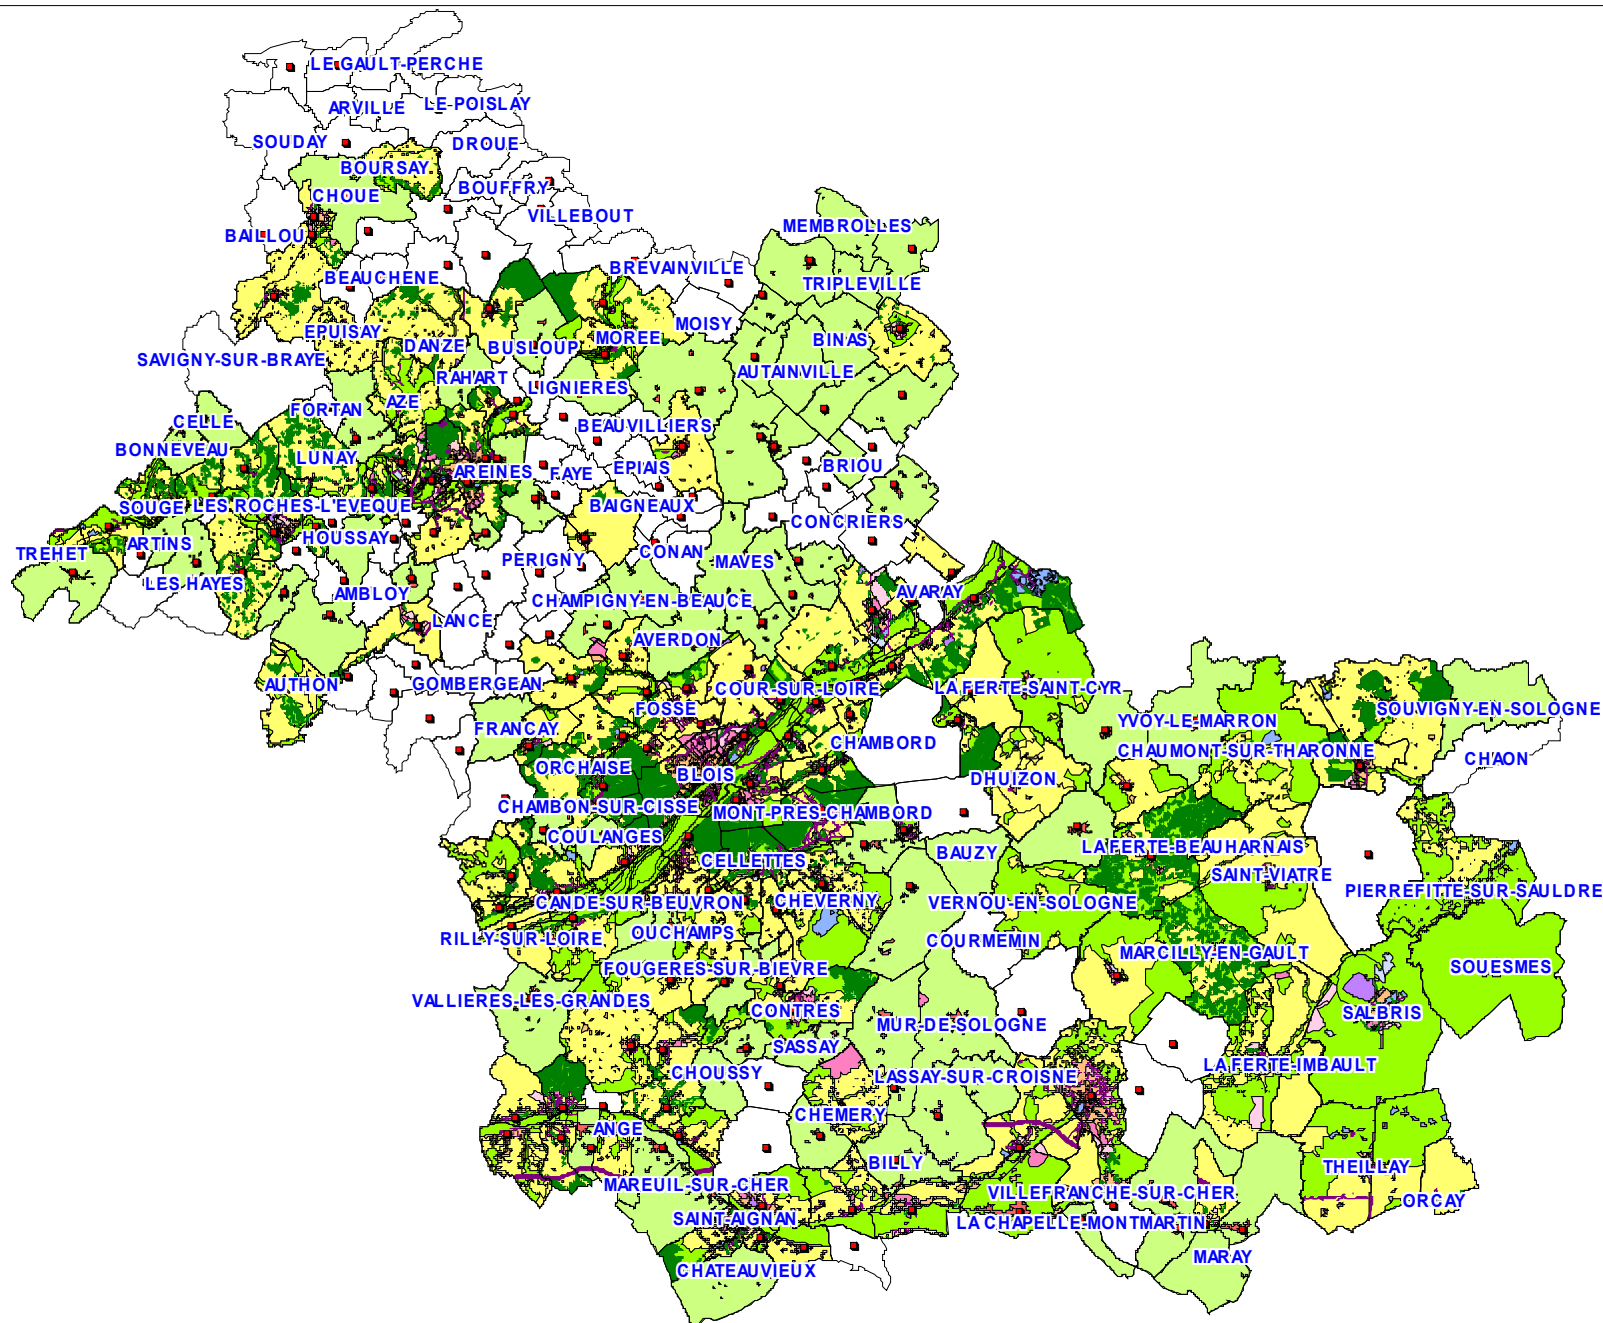 LE-GAULT-PERCHE
ARVILLE
LE-POISLAY
SOUDAY
DROUE
BOURSAY
CHOUE
BOUFFRY
VILLEBOUT
MEMBROLLES
BAILLOU
BEAUCHENE
BREVAINVILLE
TRIPLEVILLE
EPUISAY
MOISY
SAVIGNY-SUR-BRAYE
DANZE
BUSLOUP
MOREE
BINAS
RAHART
LIGNIERES
AUTAINVILLE
CELLE
FORTAN
AZE
BEAUVILLIERS
BONNEVEAU
LUNAY
AREINES
FAYE
EPIAIS
BRIOU
SOUGE
LES-ROCHES-L'EVEQUE
BAIGNEAUX
CONCRIERS
TREHET
ARTINS
HOUSSAY
PERIGNY
CONAN
MAVES
LES-HAYES
AMBLOY
CHAMPIGNY-EN-BEAUCE
AVARAY
LANCE
AVERDON
AUTHON
GOMBERGEAN
COUR-SUR-LOIRE
LA FERTE-SAINT-CYR
FOSSE
SOUVIGNY-EN-SOLOGNE
FRANCAY
CHAMBORD
YVOY-LE-MARRON
CHAUMONT-SUR-THARONNE
CHAON
ORCHAISE
BLOIS
DHUIZON
CHAMBON-SUR-CISSE
MONT-PRES-CHAMBORD
COULANGES
CELLETTES
BAUZY
LA FERTE-BEAUHARNAIS
SAINT-VIATRE
PIERREFITTE-SUR-SAULDRE
CANDE-SUR-BEUVRON
CHEVERNY
VERNOU-EN-SOLOGNE
RILLY-SUR-LOIRE
OUCHAMPS
COURMEMIN
MARCILLY-EN-GAULT
FOUGERES-SUR-BIEVRE
SOUESMES
VALLIERES-LES-GRANDES
CONTRES
MUR-DE-SOLOGNE
SALBRIS
SASSAY
CHOUSSY
LASSAY-SUR-CROISNE
LA FERTE-IMBAULT
CHEMERY
ANGE
BILLY
THEILLAY
MAREUIL-SUR-CHER
VILLEFRANCHE-SUR-CHER
ORCAY
SAINT-AIGNAN
LA CHAPELLE-MONTMARTIN
CHATEAUVIEUX
MARAY